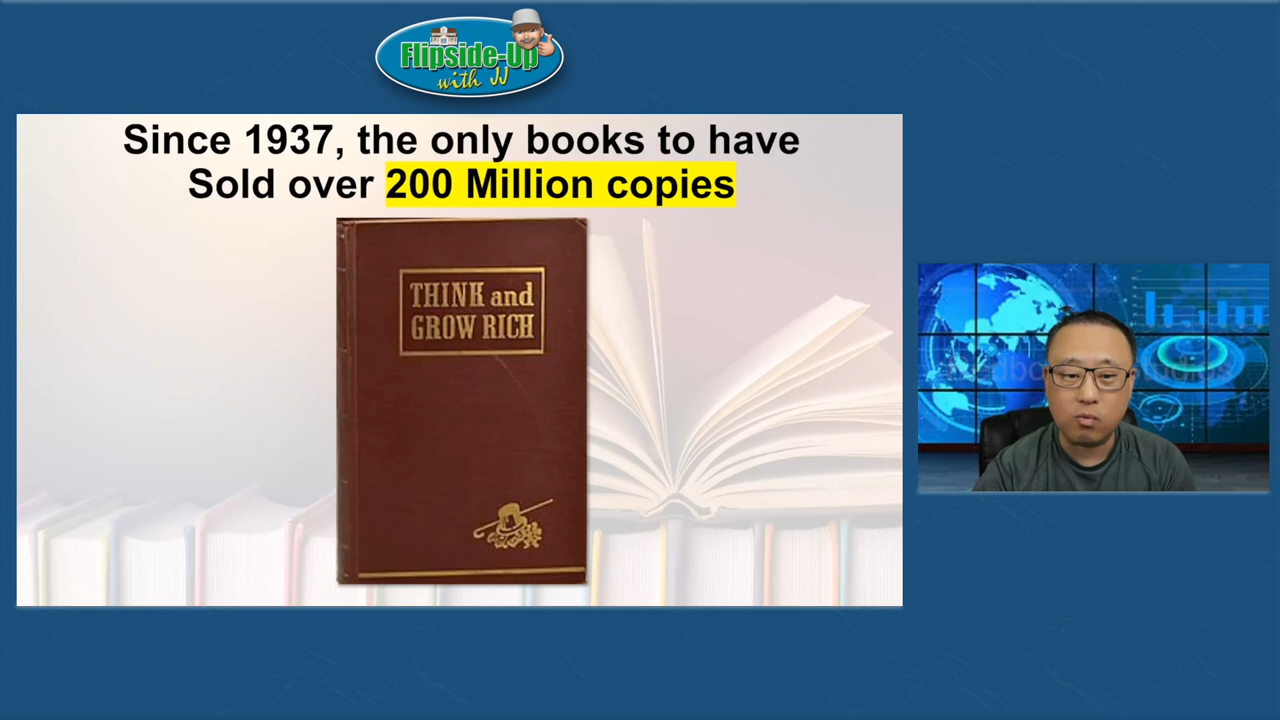 Flipside-Up
with JJ
Since 1937, the only books to have
Sold over 200 Million copies
THINK and
GROW RICH